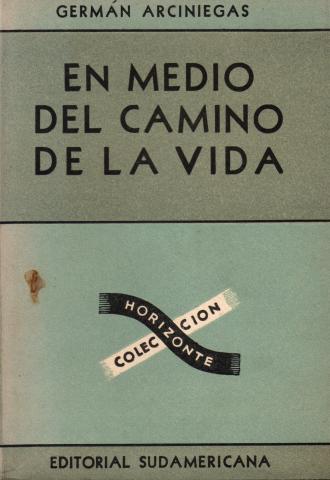 GERMÁN ARCINIEGAS
EN MEDIO
DEL CAMINO
DE LA VIDA
COLECCION
HORIZONTE
EDITORIAL SUDAMERICANA